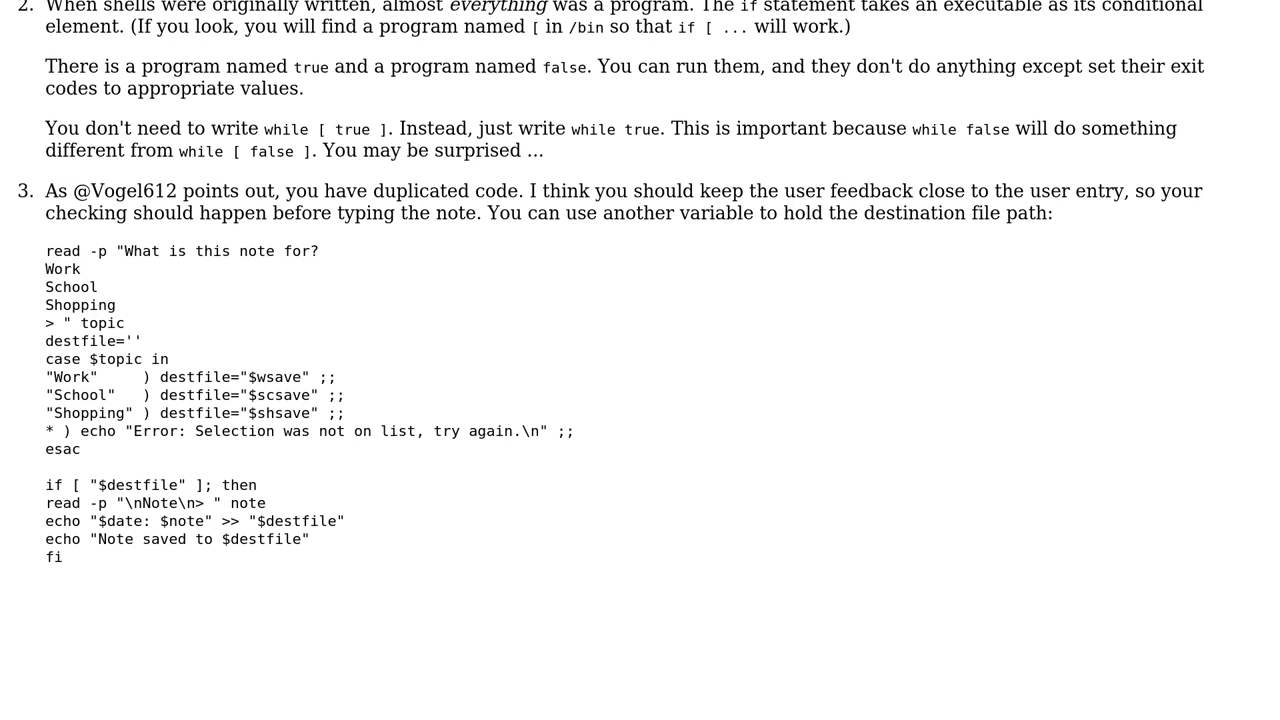 2. When shells were originally written, almost everything was a program. The if statement takes an executable as its conditional
element. (If you look, you will find a program named [ in /bin so that if [ ... will work.)
There is a program named true and a program named false. You can run them, and they don't do anything except set their exit
codes to appropriate values.
You don't need to write while [ true ]. Instead, just write while true. This is important because while false will do something
different from while [ false ]. You may be surprised ...
3. As @Vogel612 points out, you have duplicated code. I think you should keep the user feedback close to the user entry, so your
checking should happen before typing the note. You can use another variable to hold the destination file path:
read -p "What is this note for?
Work
School
Shopping
> " topic
destfile=''
case $topic in
"Work"     ) destfile="$wsave" ;;
"School"   ) destfile="$scsave" ;;
"Shopping" ) destfile="$shsave" ;;
* ) echo "Error: Selection was not on list, try again.\n" ;;
esac
if [ "$destfile" ]; then
read -p "\nNote\n> " note
echo "$date: $note" >> "$destfile"
echo "Note saved to $destfile"
fi